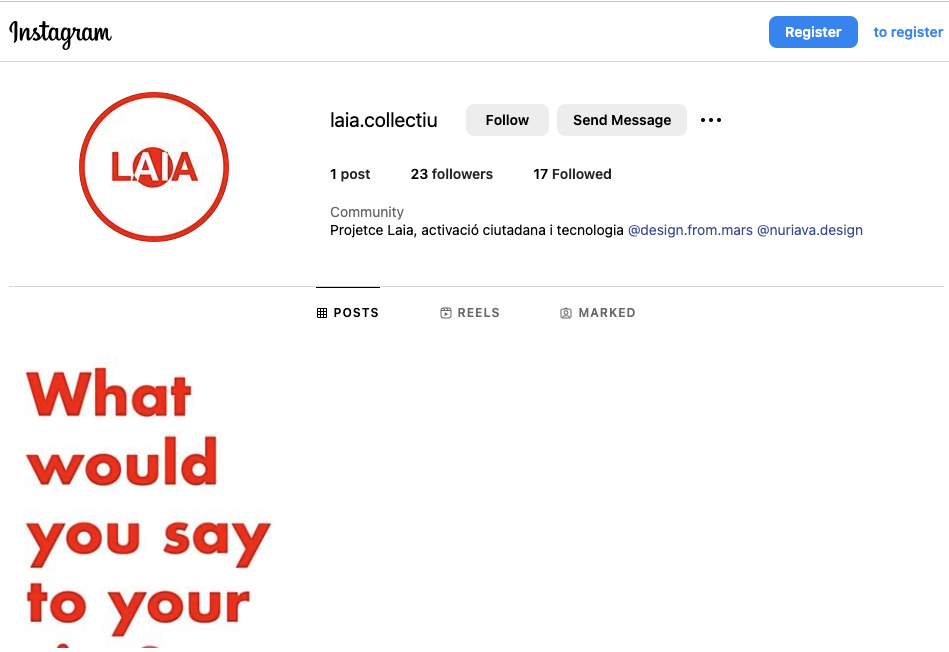 Instagram
Register
to register
LAIA
laia.collectiu
Follow
Send Message
1 post
23 followers
17 Followed
Community
Projetce Laia, activació ciutadana i tecnologia @design.from.mars @nuriava.design
POSTS
REELS
MARKED
What
would
you say
to your